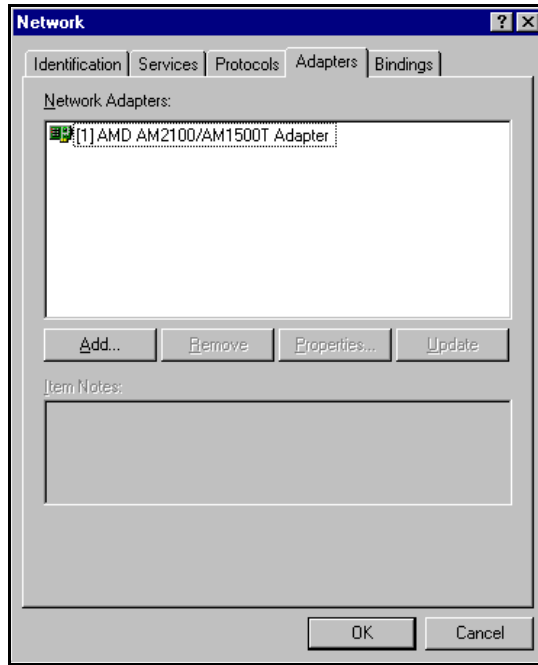 Network
Identification Services Protocols Adapters Bindings
Network Adapters:
[1] AMD AM2100/AM1500T Adapter
Add... Remove Properties... Update
Item Notes:
OK Cancel